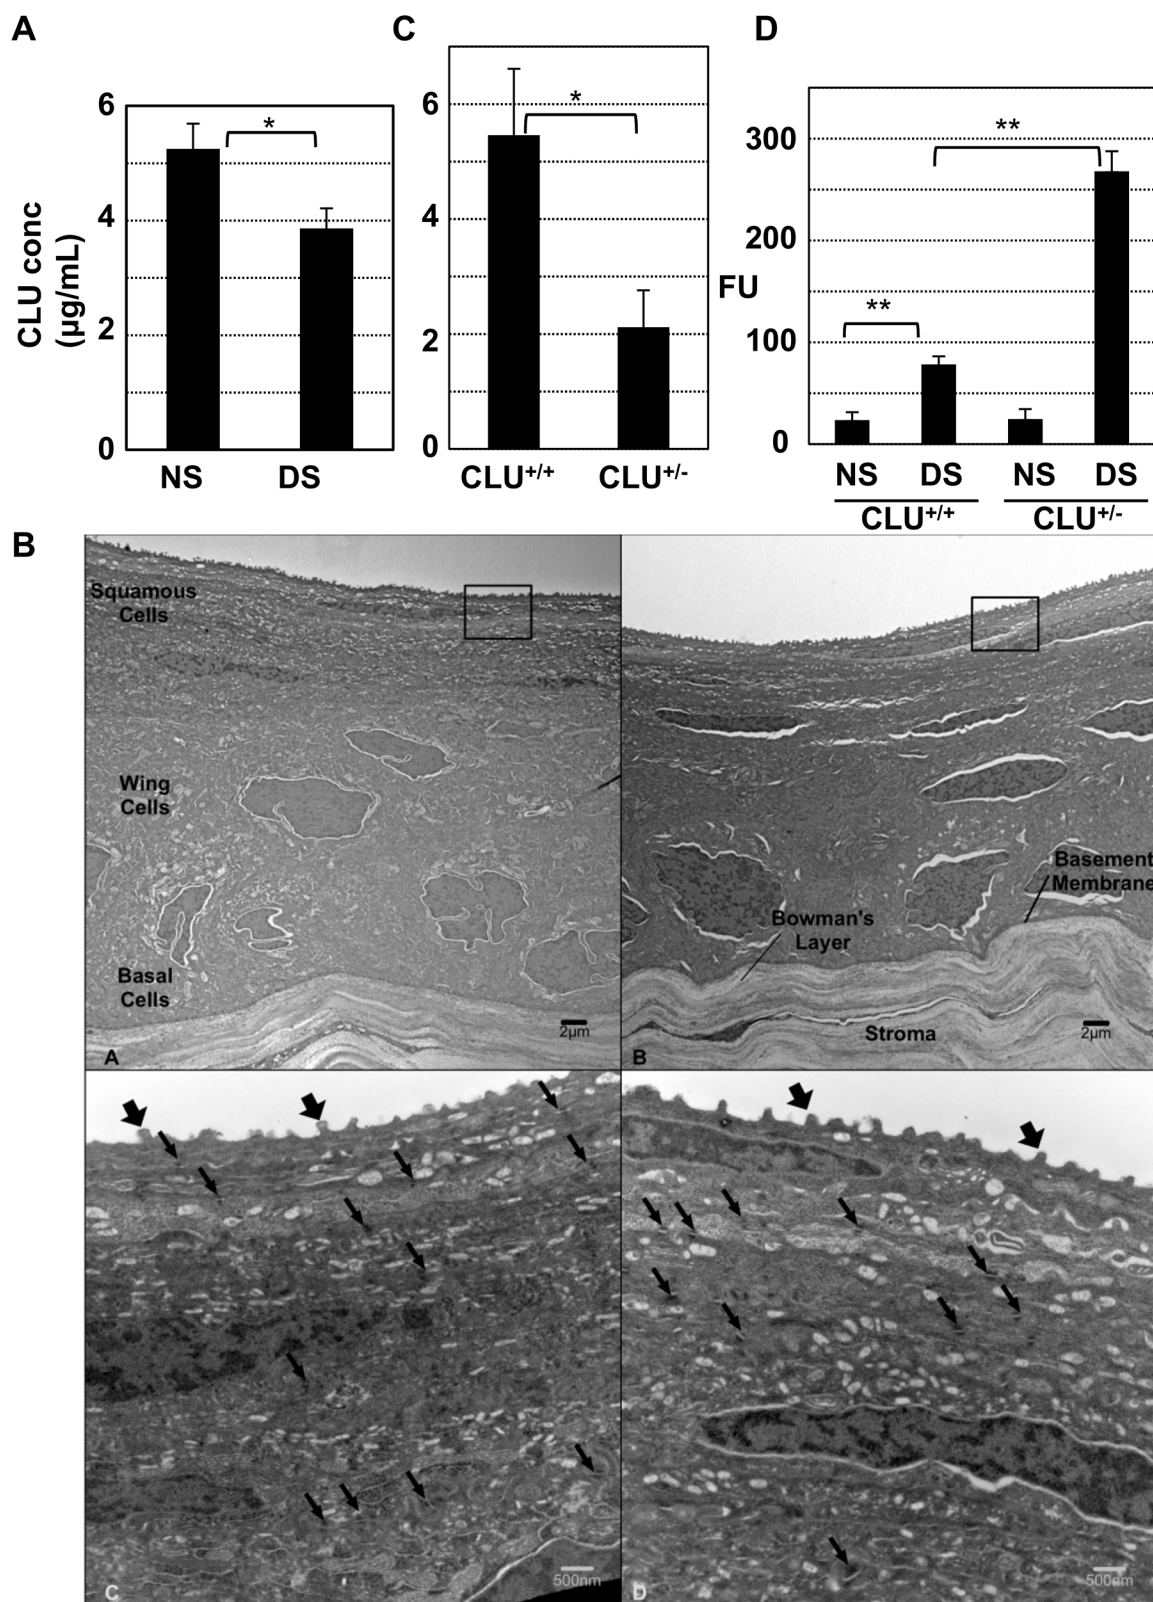 A
C
D
CLU conc
(µg/mL)
6
4
2
0
*
NS
DS
6
4
2
0
*
CLU+/+
CLU+/-
FU
300
200
100
0
**
**
NS
DS
NS
DS
CLU+/+
CLU+/-
B
Squamous
Cells
Wing
Cells
Basal
Cells
2µm
A
Basement
Membrane
Bowman's
Layer
Stroma
2µm
B
500nm
C
500nm
D